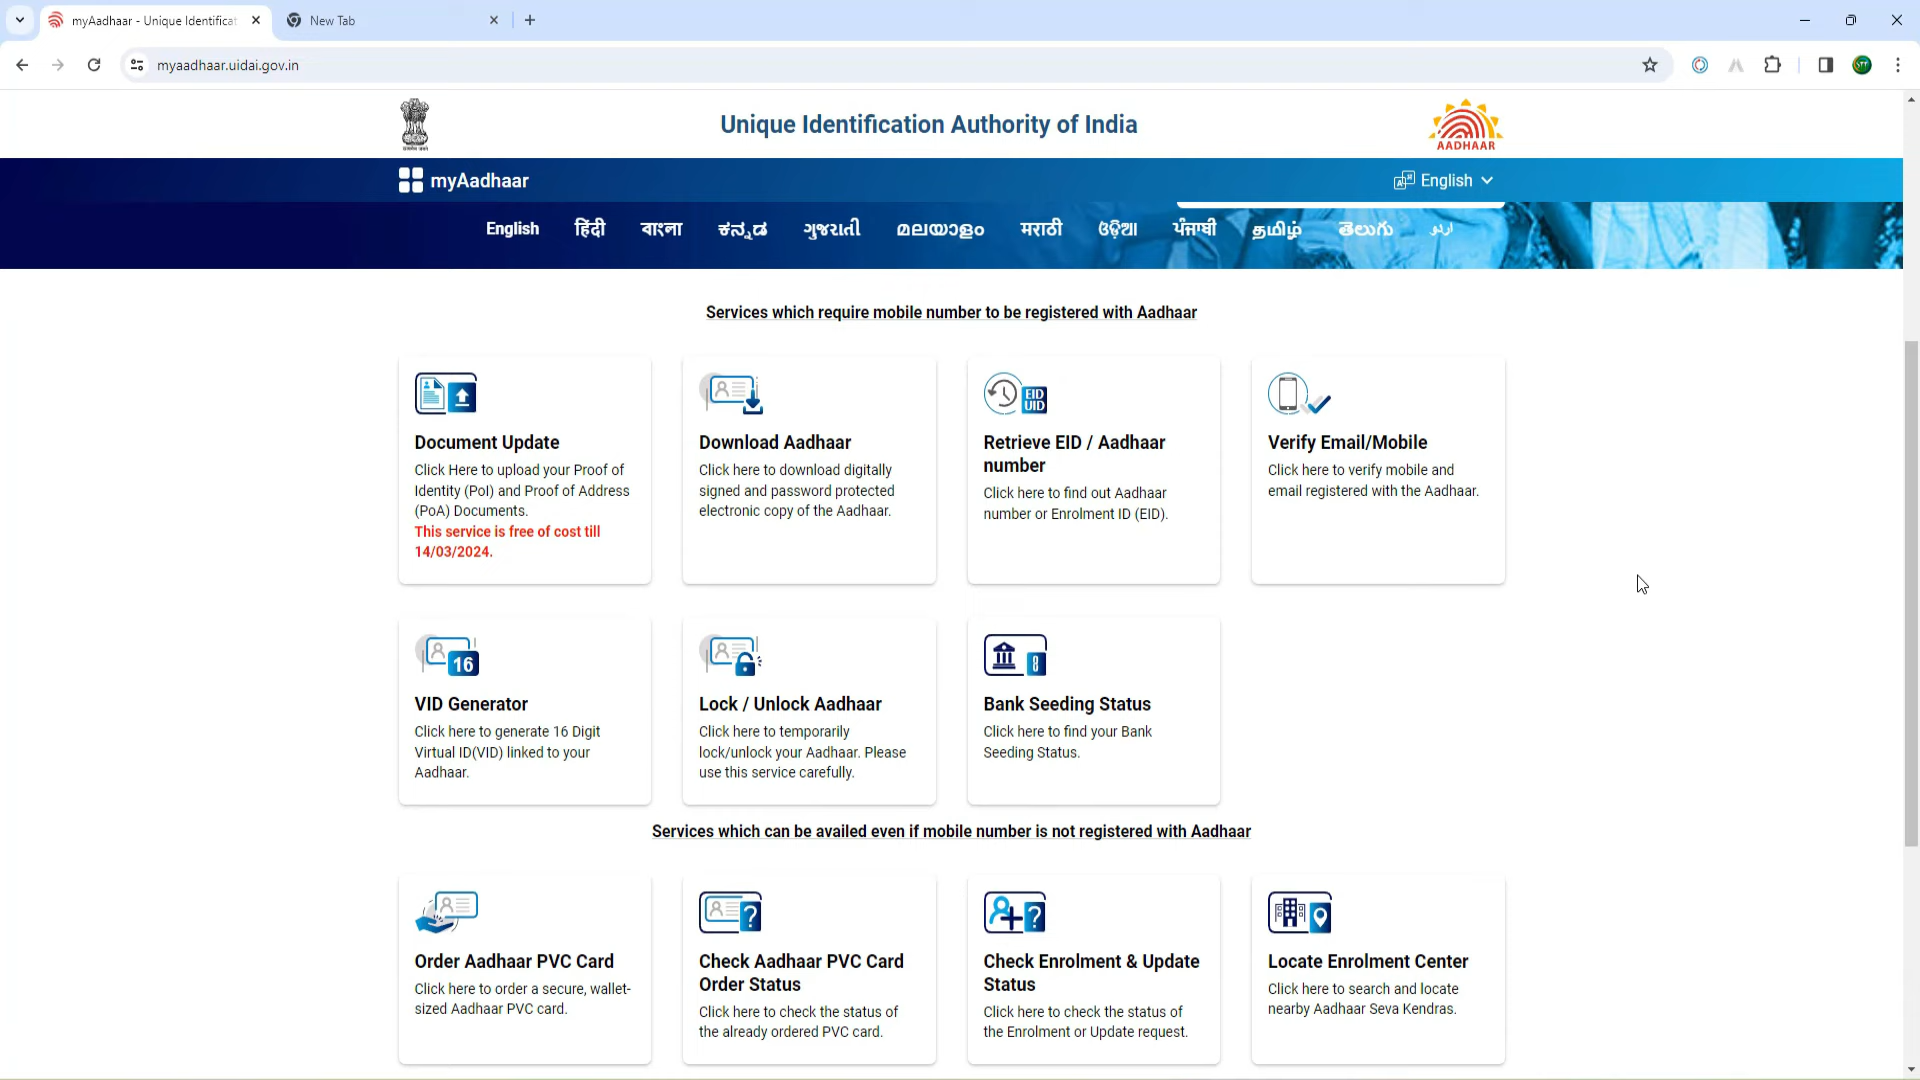 myAadhaar - Unique Identificat
New Tab
myaadhaar.uidai.gov.in
Unique Identification Authority of India
AADHAAR
myAadhaar
English
English हिंदी বাংলা ಕನ್ನಡ ગુજરાતી മലയാളം मराठी ଓଡ଼ିଆ ਪੰਜਾਬੀ தமிழ் తెలుగు اردو
Services which require mobile number to be registered with Aadhaar
Document Update
Click Here to upload your Proof of
Identity (PoI) and Proof of Address
(PoA) Documents.
This service is free of cost till
14/03/2024.
Download Aadhaar
Click here to download digitally
signed and password protected
electronic copy of the Aadhaar.
EID
UID
Retrieve EID / Aadhaar
number
Click here to find out Aadhaar
number or Enrolment ID (EID).
Verify Email/Mobile
Click here to verify mobile and
email registered with the Aadhaar.
16
VID Generator
Click here to generate 16 Digit
Virtual ID(VID) linked to your
Aadhaar.
Lock / Unlock Aadhaar
Click here to temporarily
lock/unlock your Aadhaar. Please
use this service carefully.
Bank Seeding Status
Click here to find your Bank
Seeding Status.
Services which can be availed even if mobile number is not registered with Aadhaar
Order Aadhaar PVC Card
Click here to order a secure, wallet-
sized Aadhaar PVC card.
?
Check Aadhaar PVC Card
Order Status
Click here to check the status of
the already ordered PVC card.
?
Check Enrolment & Update
Status
Click here to check the status of
the Enrolment or Update request.
Locate Enrolment Center
Click here to search and locate
nearby Aadhaar Seva Kendras.